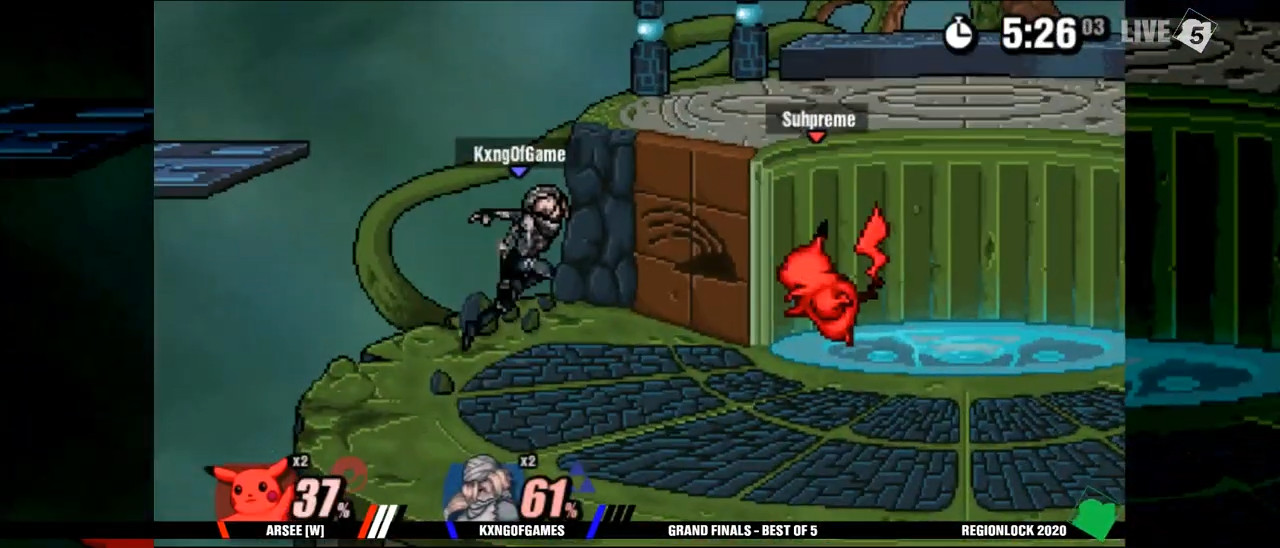 5:26 03
LIVE 5
Suhpreme
KxngOfGame
x2
37%
x2
61%
ARSEE [W]
KXNGOFGAMES
GRAND FINALS - BEST OF 5
REGIONLOCK 2020